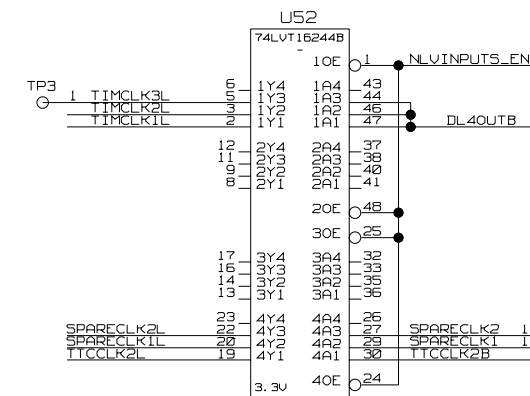 U52
74LVT16244B
-
1OE 1 NLVINPUTS_EN
TP3
6 1Y4 1A4 43
1 TIMCLK3L 5 1Y3 1A3 44
TIMCLK2L 3 1Y2 1A2 46
TIMCLK1L 2 1Y1 1A1 47 DL4OUTB
12 2Y4 2A4 37
11 2Y3 2A3 38
9 2Y2 2A2 40
8 2Y1 2A1 41
2OE 48
3OE 25
17 3Y4 3A4 32
16 3Y3 3A3 33
14 3Y2 3A2 35
13 3Y1 3A1 36
23 4Y4 4A4 26
SPARECLK2L 22 4Y3 4A3 27 SPARECLK2 1
SPARECLK1L 20 4Y2 4A2 29 SPARECLK1 1
TTCCLK2L 19 4Y1 4A1 30 TTCCLK2B
4OE 24
3.3V